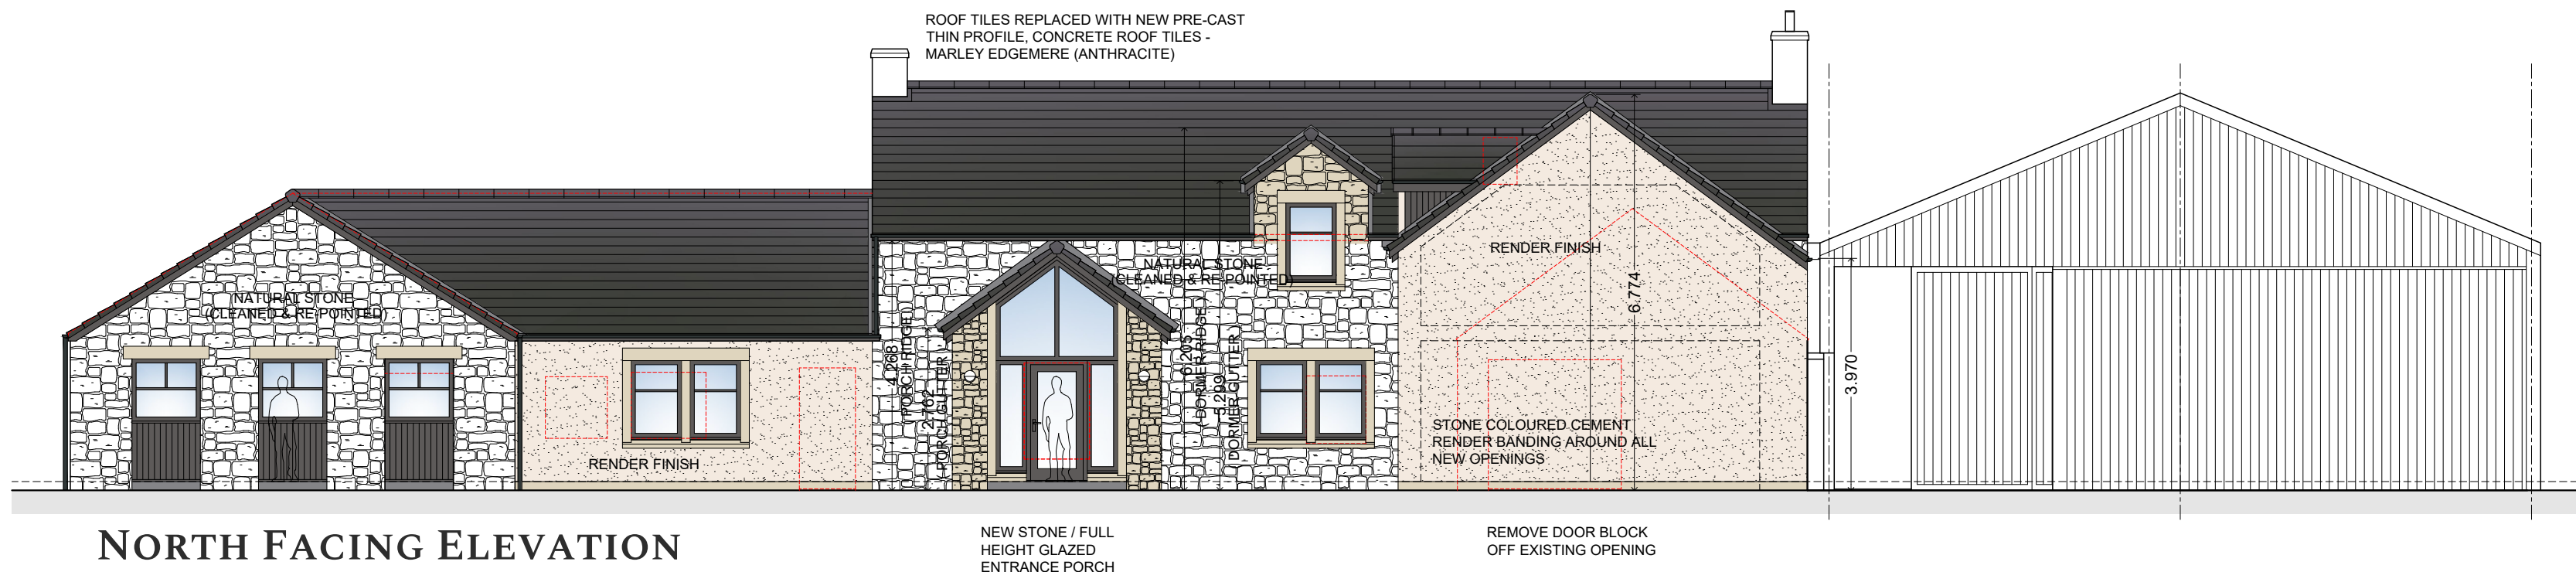 ROOF TILES REPLACED WITH NEW PRE-CAST
THIN PROFILE, CONCRETE ROOF TILES -
MARLEY EDGEMERE (ANTHRACITE)
NATURAL STONE
(CLEANED & RE-POINTED)
RENDER FINISH
4.268
(PORCH RIDGE)
2.762
(PORCH GUTTER)
NATURAL STONE
(CLEANED & RE-POINTED)
6.205
(DORMER RIDGE)
5.299
(DORMER GUTTER)
RENDER FINISH
6.774
STONE COLOURED CEMENT
RENDER BANDING AROUND ALL
NEW OPENINGS
3.970
NORTH FACING ELEVATION
NEW STONE / FULL
HEIGHT GLAZED
ENTRANCE PORCH
REMOVE DOOR BLOCK
OFF EXISTING OPENING